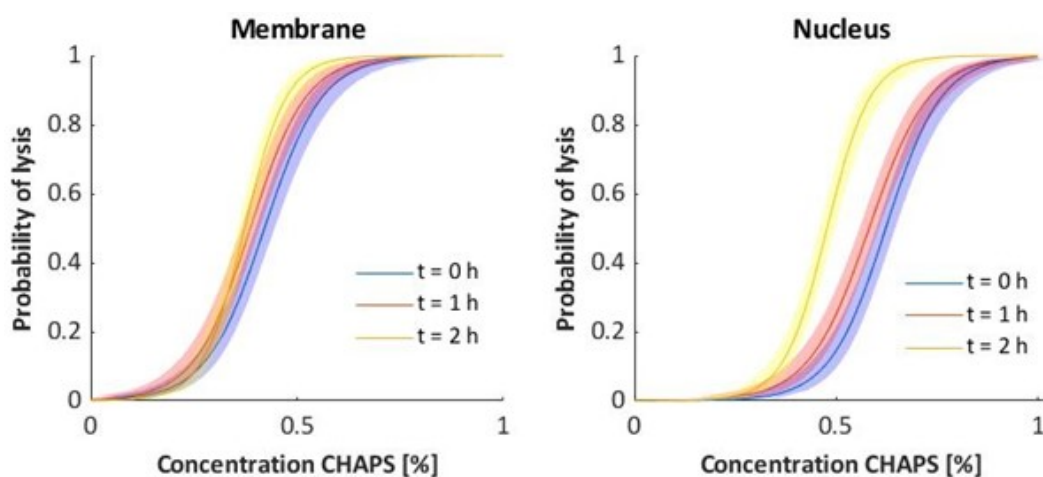 Membrane
Probability of lysis
1
0.8
0.6
0.4
0.2
0
0
0.5
1
t = 0 h
t = 1 h
t = 2 h
Concentration CHAPS [%]
Nucleus
Probability of lysis
1
0.8
0.6
0.4
0.2
0
0
0.5
1
t = 0 h
t = 1 h
t = 2 h
Concentration CHAPS [%]